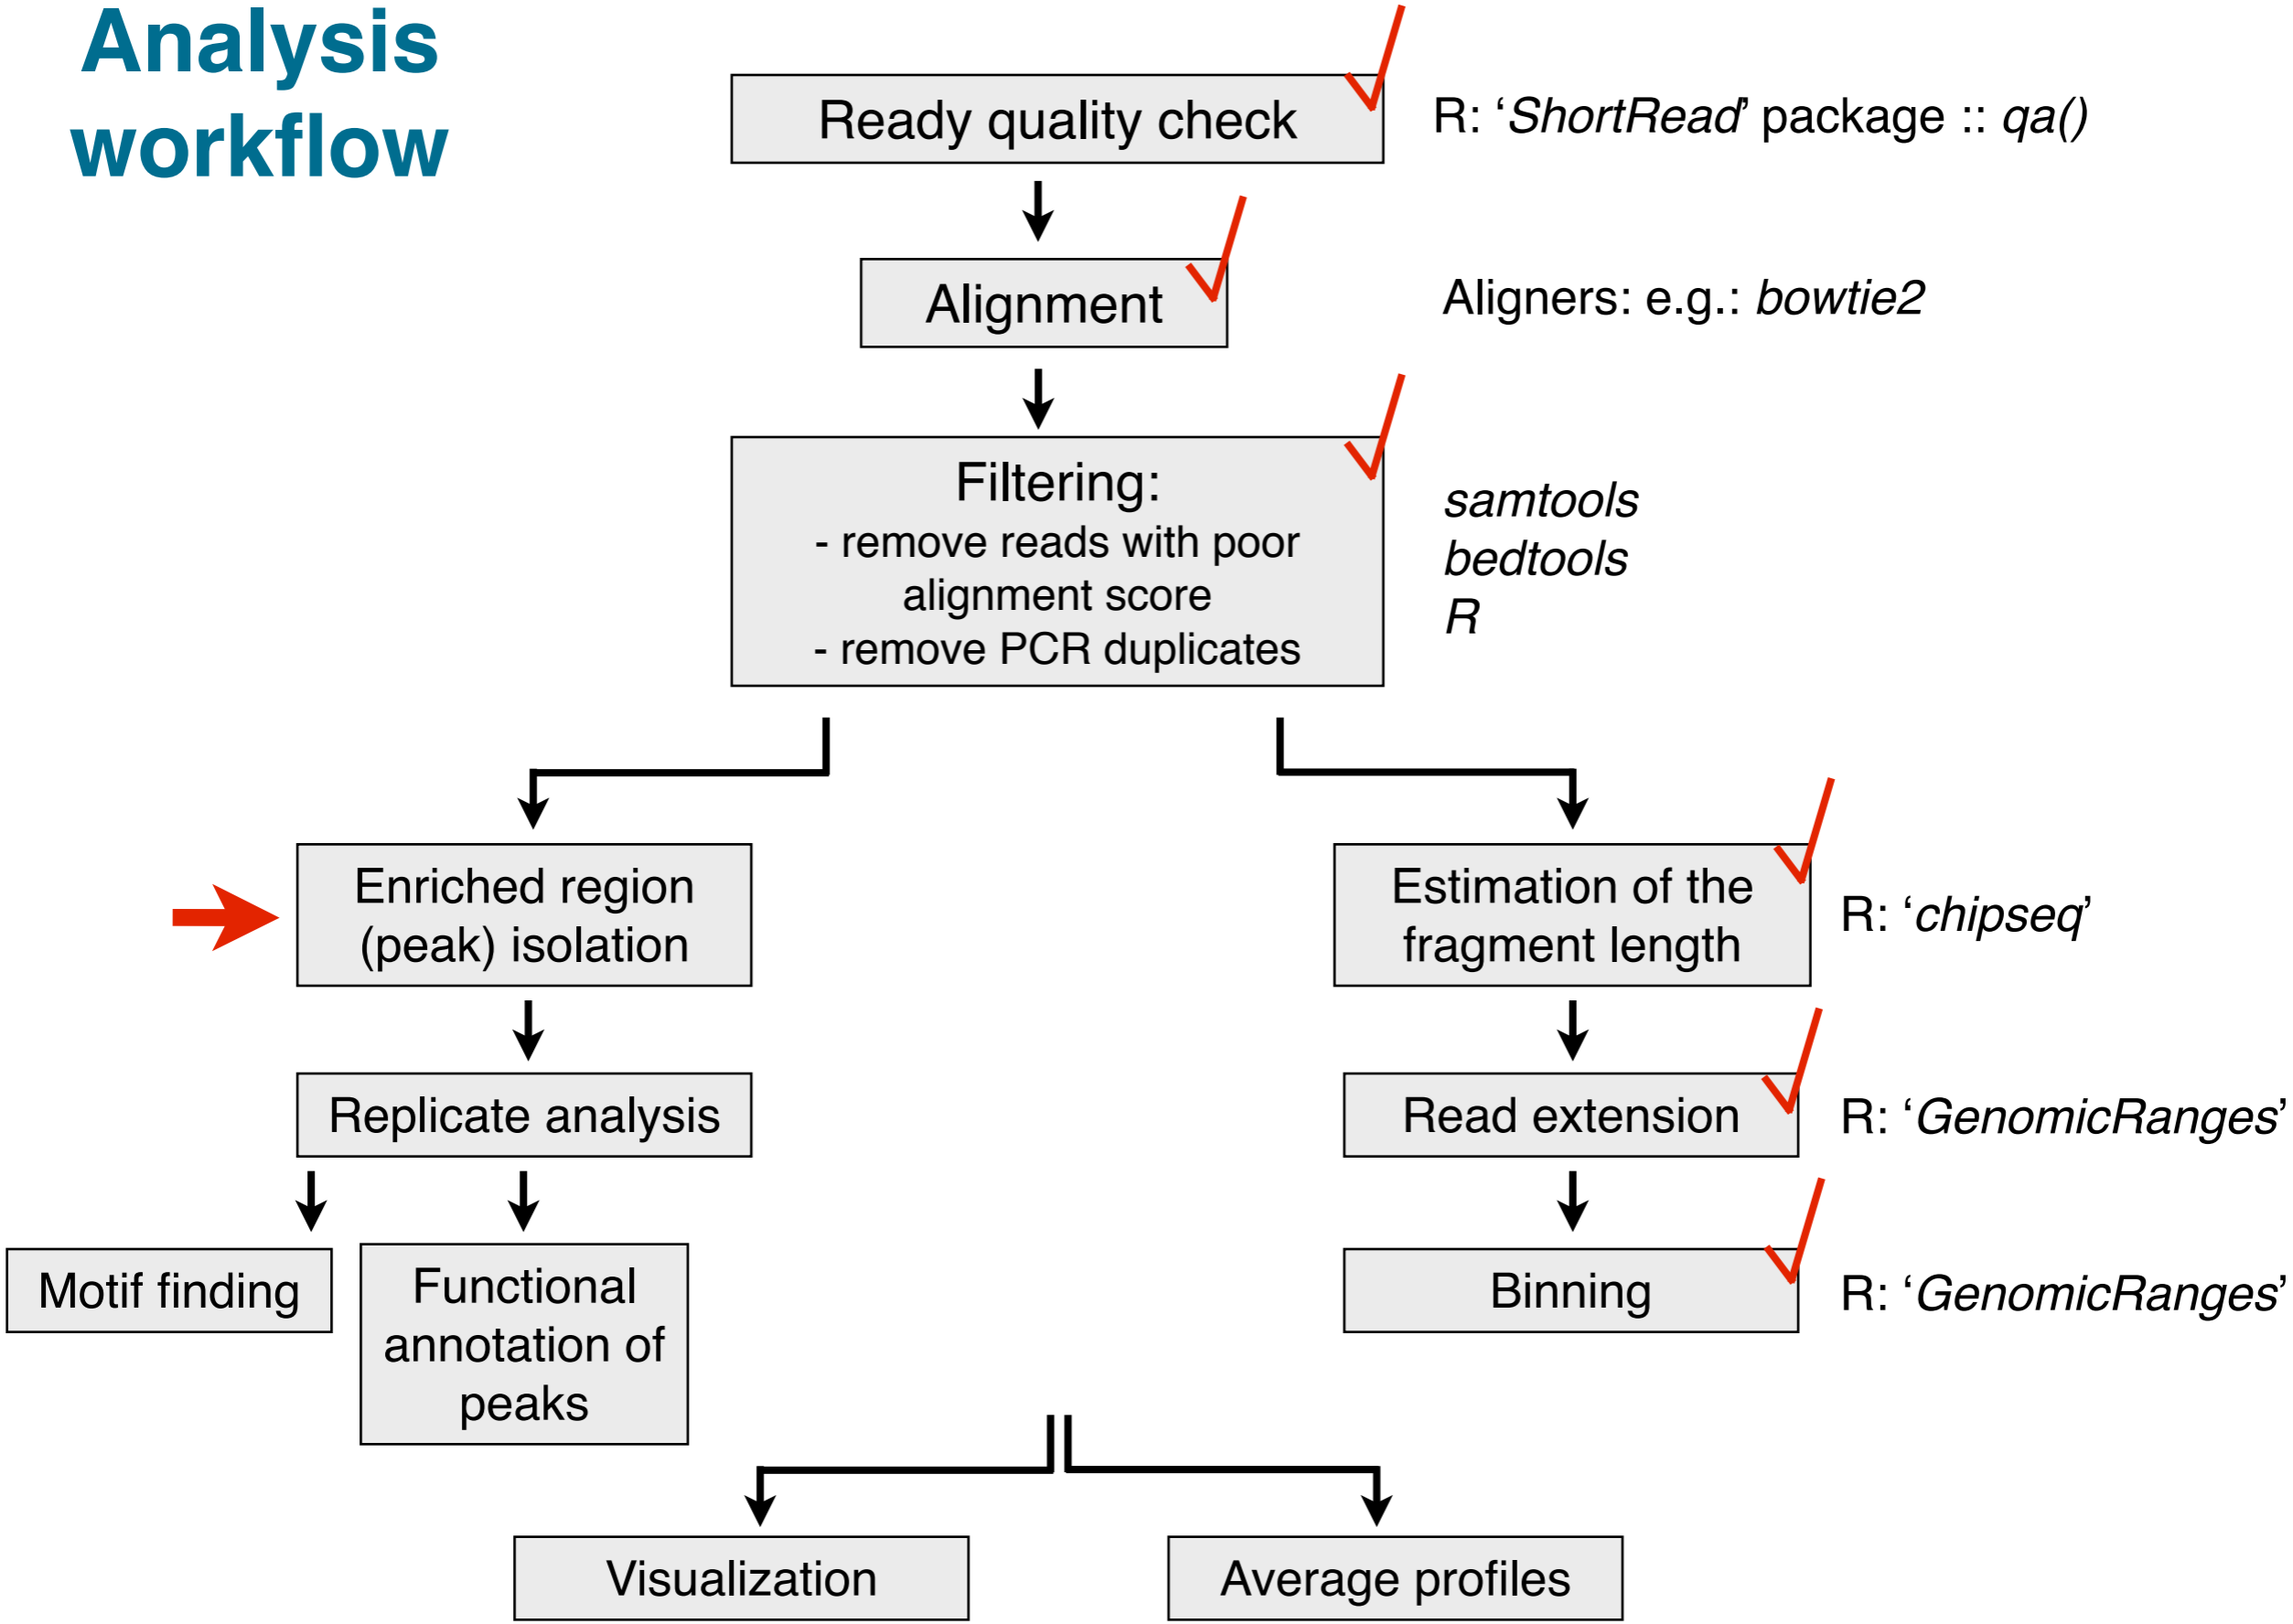 Analysis
workflow
Ready quality check
R: ‘ShortRead’ package :: qa()
Alignment
Aligners: e.g.: bowtie2
Filtering:
- remove reads with poor
alignment score
- remove PCR duplicates
samtools
bedtools
R
Enriched region
(peak) isolation
Estimation of the
fragment length
R: ‘chipseq’
Replicate analysis
Read extension
R: ‘GenomicRanges’
Motif finding
Functional
annotation of
peaks
Binning
R: ‘GenomicRanges’
Visualization
Average profiles